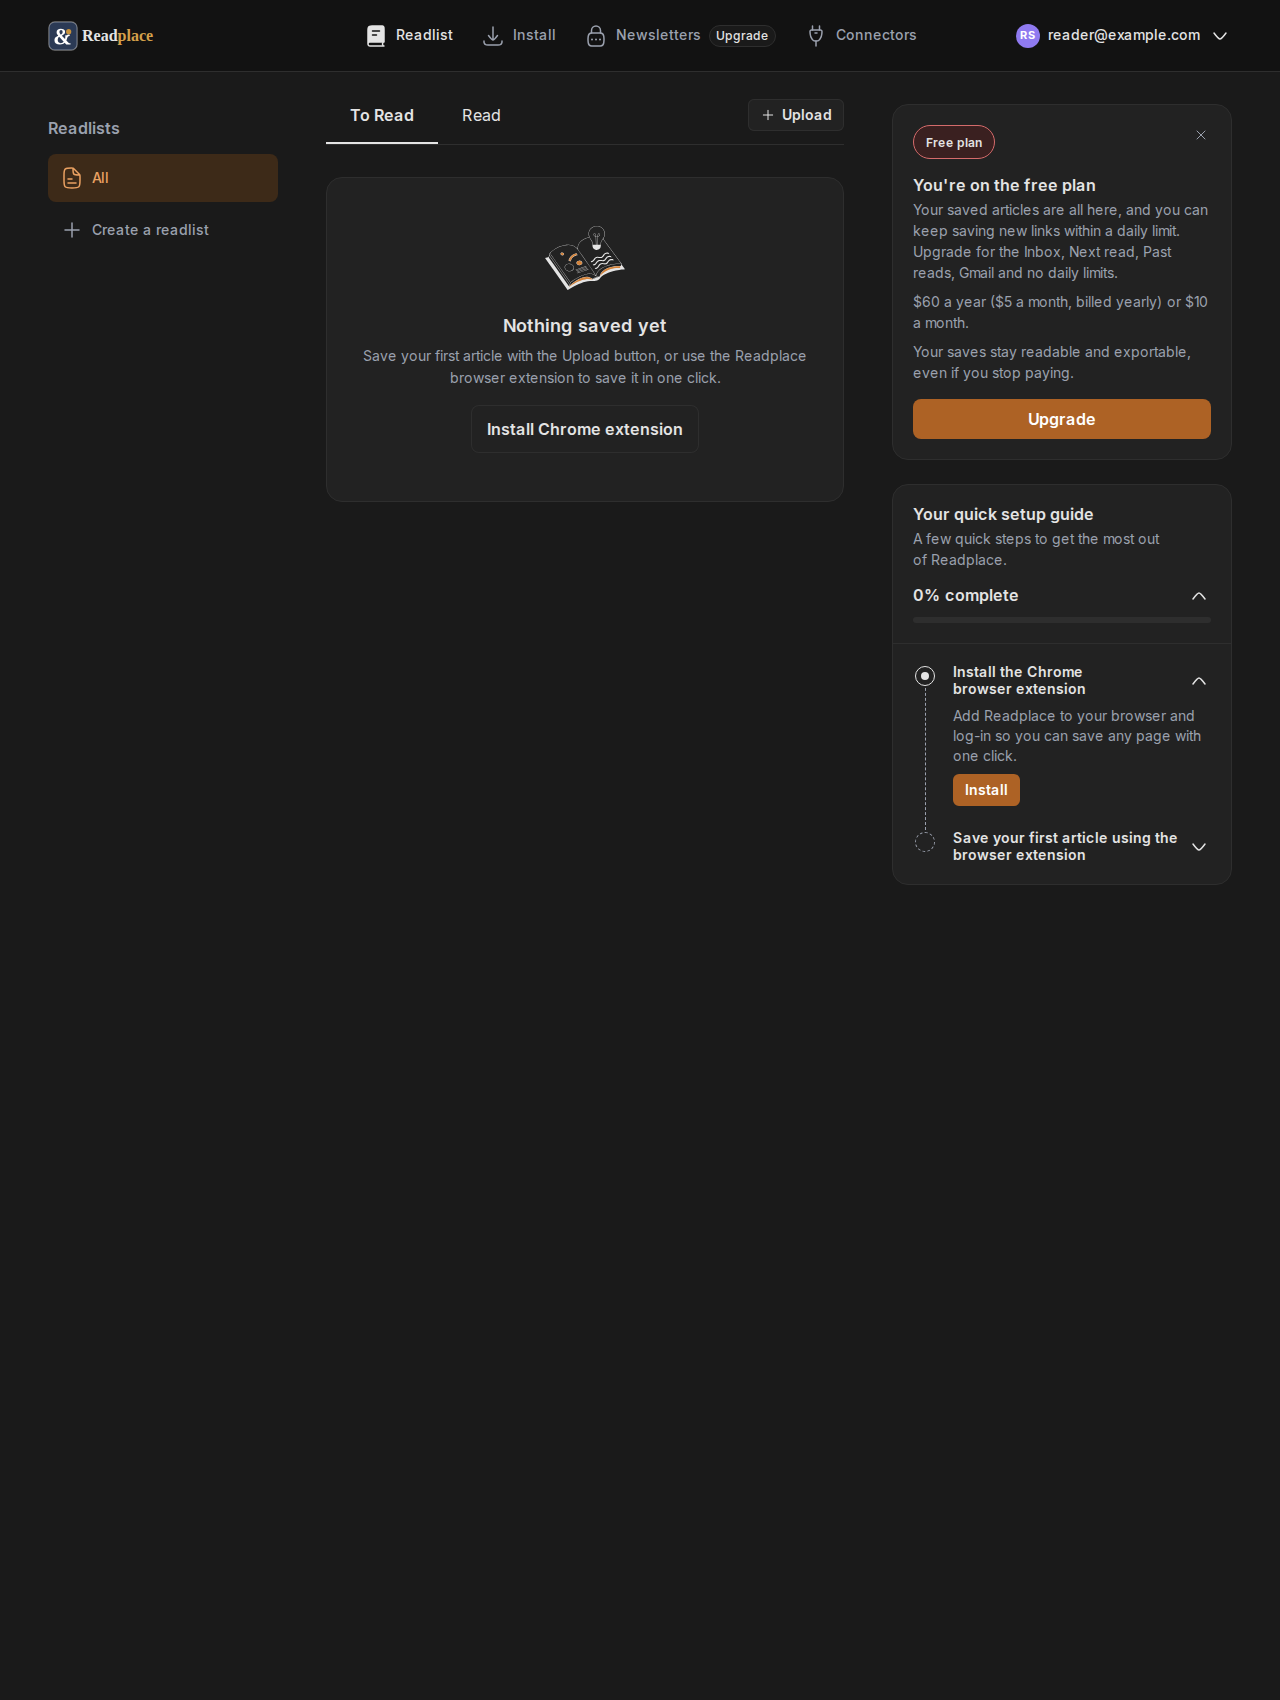 & Readplace
Readlist
Install
Newsletters
Upgrade
Connectors
RS
reader@example.com
Readlists
All
Create a readlist
To Read
Read
Upload
Nothing saved yet
Save your first article with the Upload button, or use the Readplace
browser extension to save it in one click.
Install Chrome extension
Free plan
You're on the free plan
Your saved articles are all here, and you can
keep saving new links within a daily limit.
Upgrade for the Inbox, Next read, Past
reads, Gmail and no daily limits.
$60 a year ($5 a month, billed yearly) or $10
a month.
Your saves stay readable and exportable,
even if you stop paying.
Upgrade
Your quick setup guide
A few quick steps to get the most out
of Readplace.
0% complete
Install the Chrome
browser extension
Add Readplace to your browser and
log-in so you can save any page with
one click.
Install
Save your first article using the
browser extension